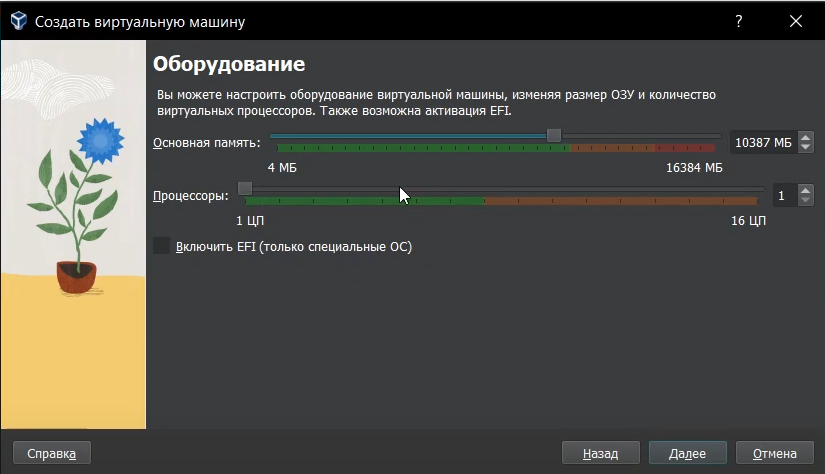 Создать виртуальную машину
?
Оборудование
Вы можете настроить оборудование виртуальной машины, изменяя размер ОЗУ и количество
виртуальных процессоров. Также возможна активация EFI.
Основная память: 10387 МБ
4 МБ 16384 МБ
Процессоры: 1
1 ЦП 16 ЦП
Включить EFI (только специальные ОС)
Справка Назад Далее Отмена